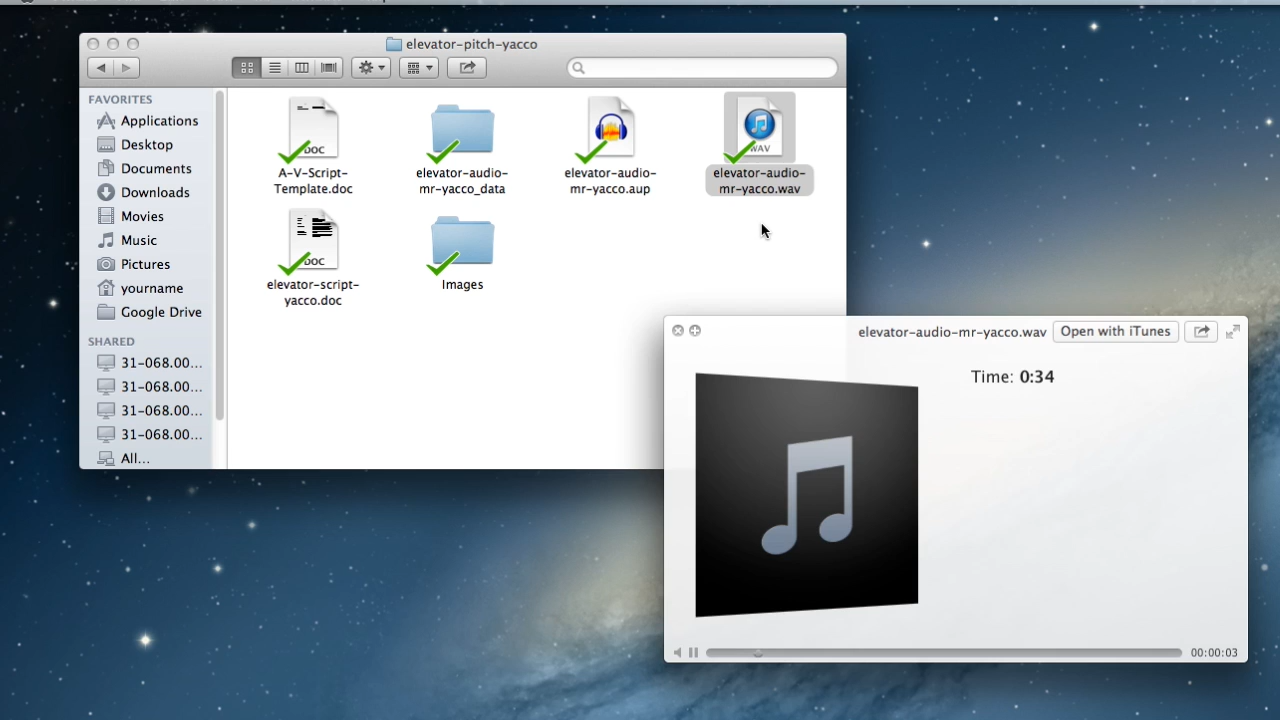 elevator-pitch-yacco
FAVORITES
Applications
Desktop
Documents
Downloads
Movies
Music
Pictures
yourname
Google Drive
SHARED
31-068.00...
31-068.00...
31-068.00...
31-068.00...
All...
DOC
A-V-Script-
Template.doc
elevator-audio-
mr-yacco_data
elevator-audio-
mr-yacco.aup
WAV
elevator-audio-
mr-yacco.wav
DOC
elevator-script-
yacco.doc
Images
elevator-audio-mr-yacco.wav
Open with iTunes
Time: 0:34
00:00:03